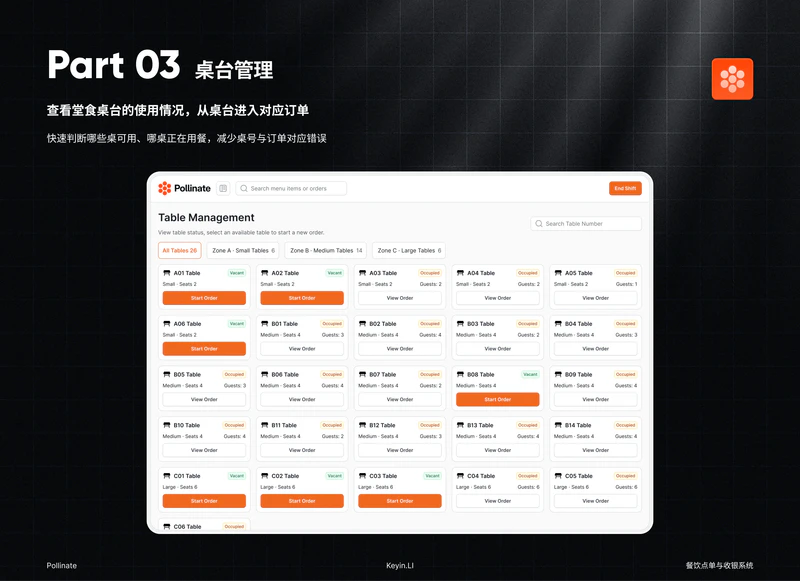 Part 03 桌台管理
查看堂食桌台的使用情况，从桌台进入对应订单
快速判断哪些桌可用、哪桌正在用餐，减少桌号与订单对应错误
Pollinate
Search menu items or orders
End Shift
Table Management
View table status, select an available table to start a new order.
Search Table Number
All Tables 26
Zone A · Small Tables 6
Zone B · Medium Tables 14
Zone C · Large Tables 6
A01 Table Vacant
Small · Seats 2
Start Order
A02 Table Vacant
Small · Seats 2
Start Order
A03 Table Occupied
Small · Seats 2 Guests: 2
View Order
A04 Table Occupied
Small · Seats 2 Guests: 2
View Order
A05 Table Occupied
Small · Seats 2 Guests: 1
View Order
A06 Table Vacant
Small · Seats 2
Start Order
B01 Table Occupied
Medium · Seats 4 Guests: 3
View Order
B02 Table Occupied
Medium · Seats 4 Guests: 4
View Order
B03 Table Occupied
Medium · Seats 4 Guests: 2
View Order
B04 Table Occupied
Medium · Seats 4 Guests: 3
View Order
B05 Table Occupied
Medium · Seats 4 Guests: 3
View Order
B06 Table Occupied
Medium · Seats 4 Guests: 4
View Order
B07 Table Occupied
Medium · Seats 4 Guests: 2
View Order
B08 Table Vacant
Medium · Seats 4
Start Order
B09 Table Occupied
Medium · Seats 4 Guests: 4
View Order
B10 Table Occupied
Medium · Seats 4 Guests: 4
View Order
B11 Table Occupied
Medium · Seats 4 Guests: 2
View Order
B12 Table Occupied
Medium · Seats 4 Guests: 3
View Order
B13 Table Occupied
Medium · Seats 4 Guests: 4
View Order
B14 Table Occupied
Medium · Seats 4 Guests: 4
View Order
C01 Table Vacant
Large · Seats 6
Start Order
C02 Table Vacant
Large · Seats 6
Start Order
C03 Table Vacant
Large · Seats 6
Start Order
C04 Table Occupied
Large · Seats 6 Guests: 6
View Order
C05 Table Occupied
Large · Seats 6 Guests: 6
View Order
C06 Table Occupied
Pollinate
Keyin.LI
餐饮点单与收银系统